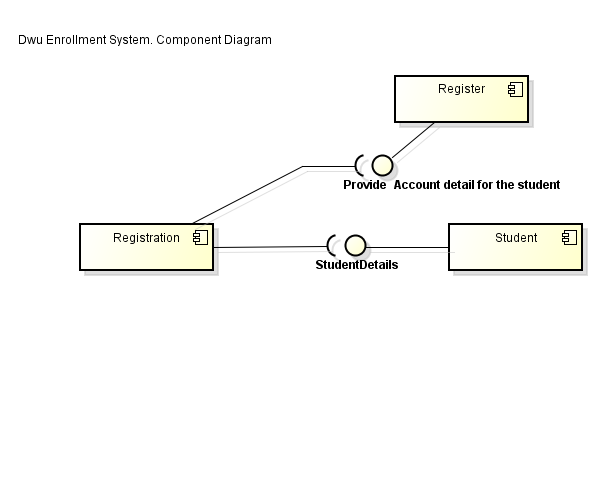 Dwu Enrollment System. Component Diagram
Register
Provide Account detail for the student
Registration
Student
StudentDetails